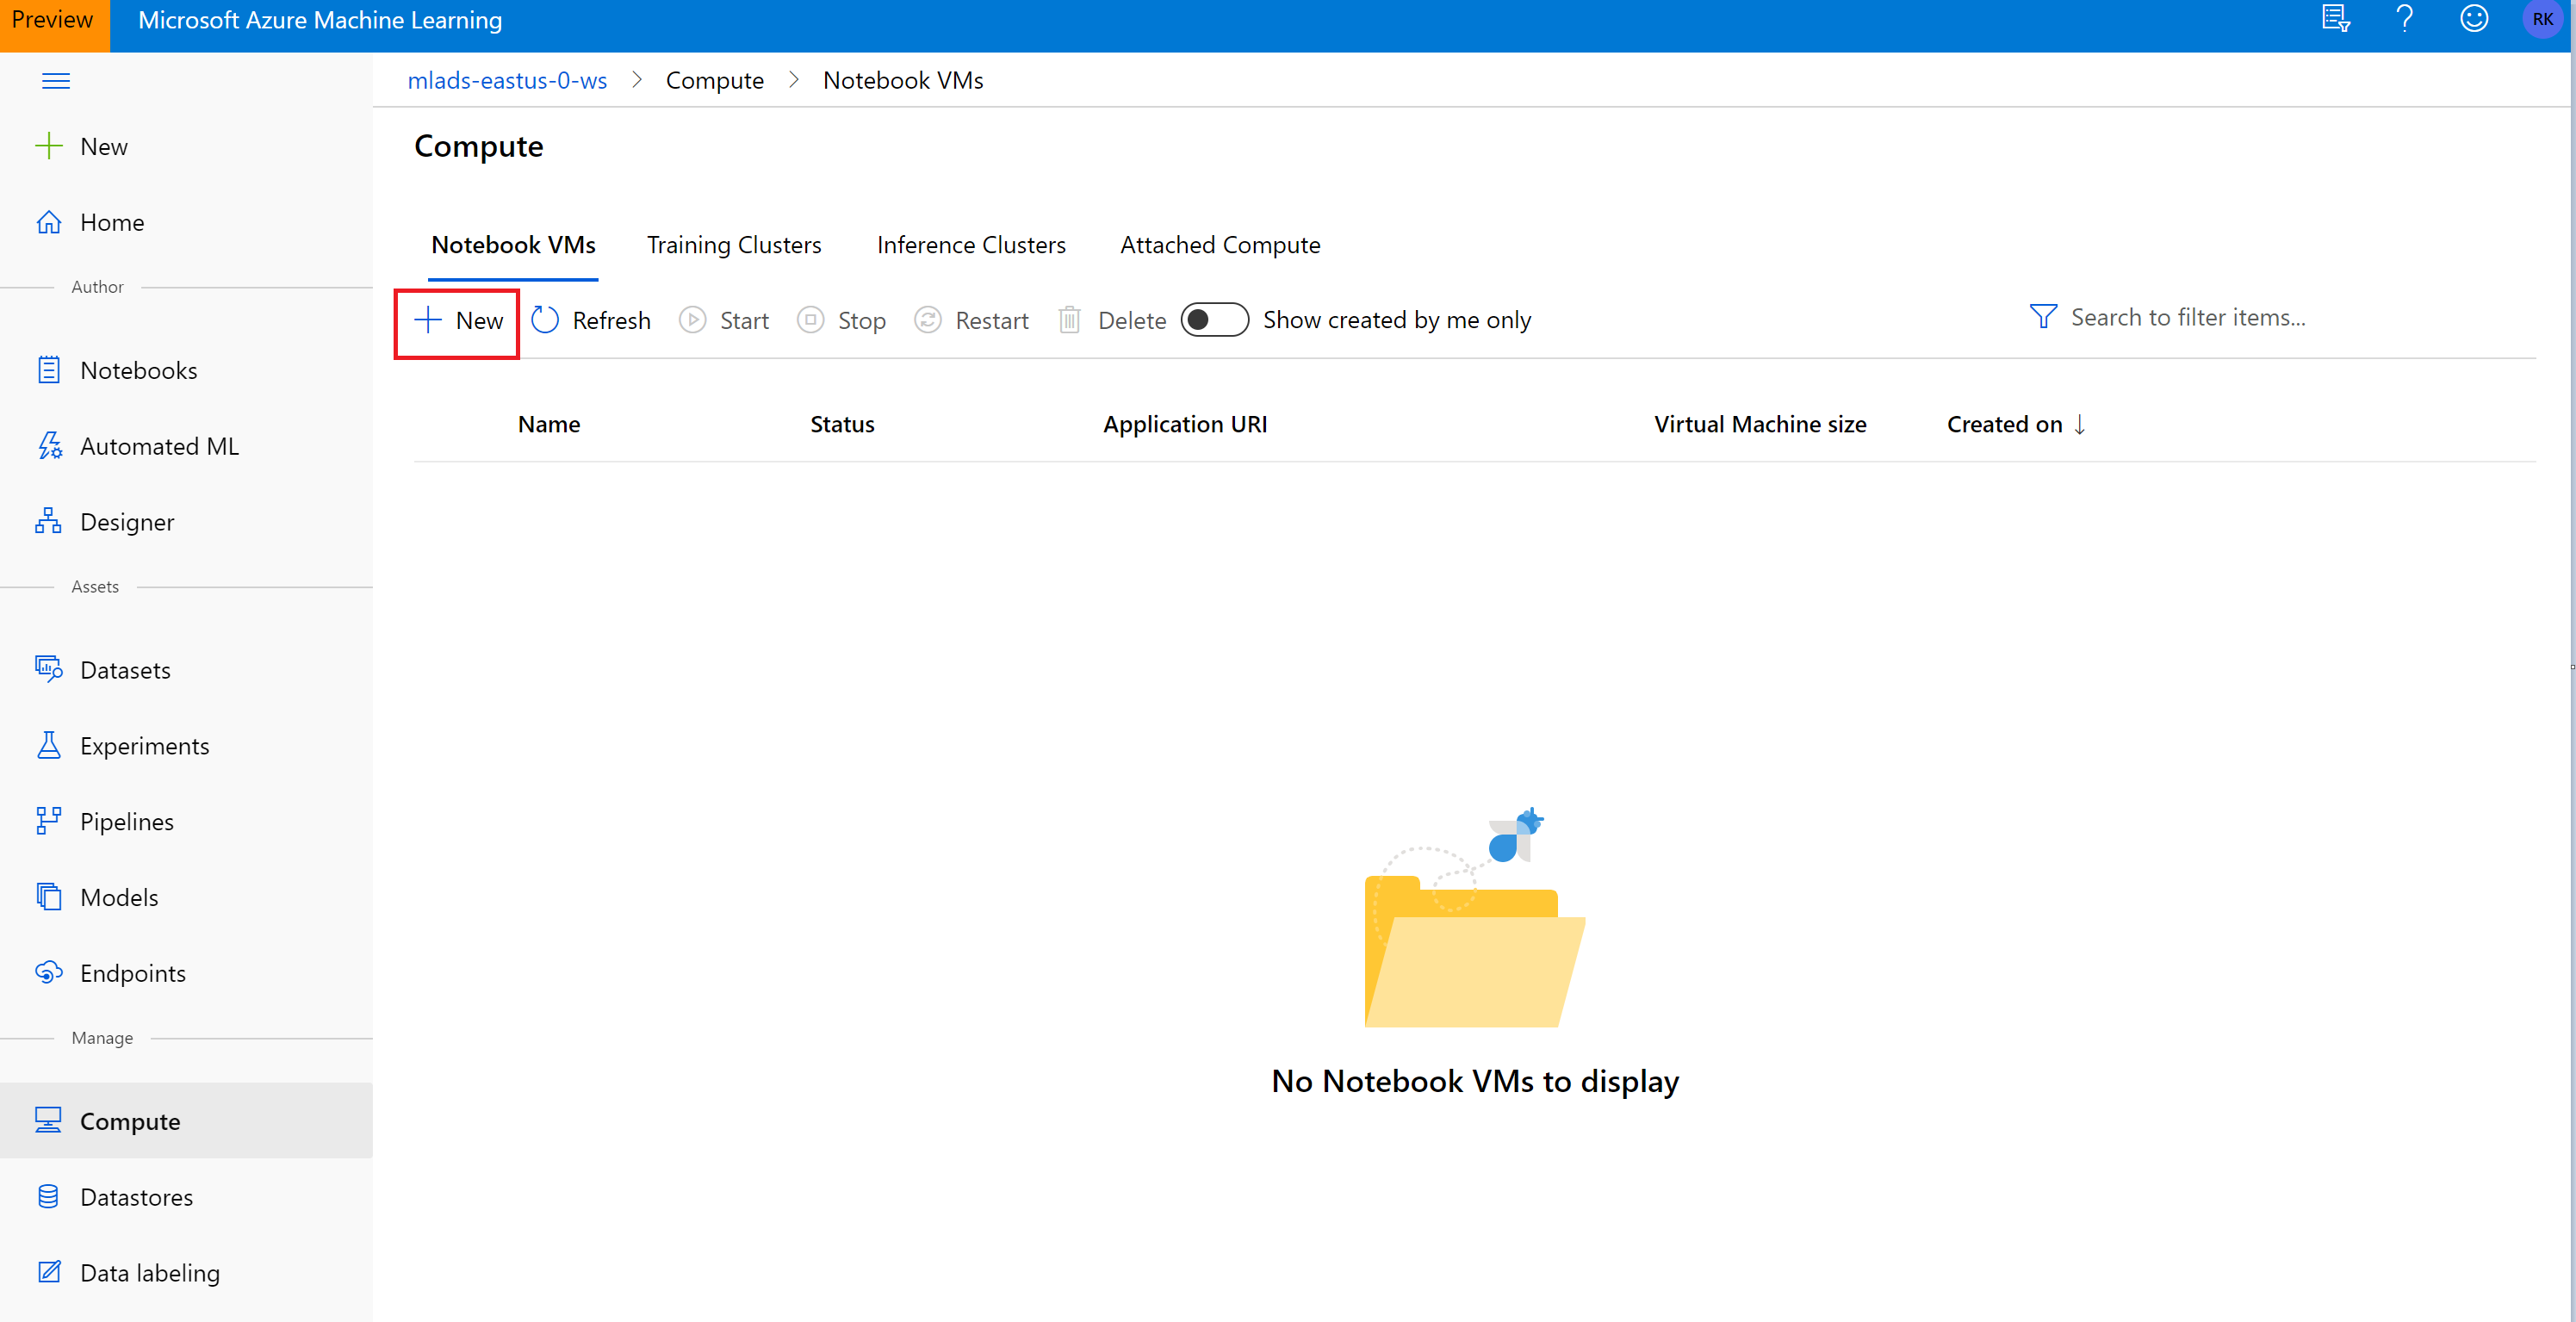 Preview
Microsoft Azure Machine Learning
RK
mlads-eastus-0-ws > Compute > Notebook VMs
New
Home
Author
Notebooks
Automated ML
Designer
Assets
Datasets
Experiments
Pipelines
Models
Endpoints
Manage
Compute
Datastores
Data labeling
Compute
Notebook VMs Training Clusters Inference Clusters Attached Compute
New Refresh Start Stop Restart Delete Show created by me only Search to filter items...
Name Status Application URI Virtual Machine size Created on ↓
No Notebook VMs to display